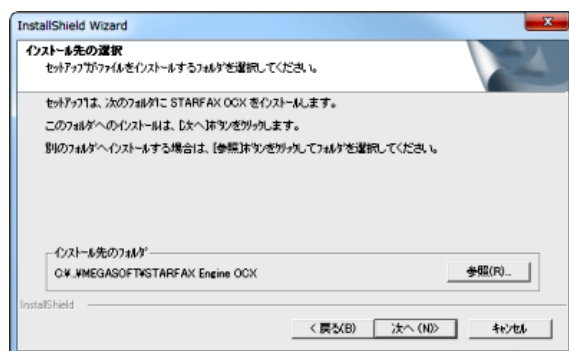 InstallShield Wizard
インストール先の選択
セットアップがファイルをインストールするフォルダを選択してください。
セットアップは、次のフォルダに STARFAX OCX をインストールします。
このフォルダへのインストールは、[次へ]ボタンをクリックします。
別のフォルダへインストールする場合は、[参照]ボタンをクリックしてフォルダを選択してください。
インストール先のフォルダ
C:¥..¥MEGASOFT¥STARFAX Engine OCX
参照(R)...
InstallShield
< 戻る(B)
次へ (N)>
キャンセル